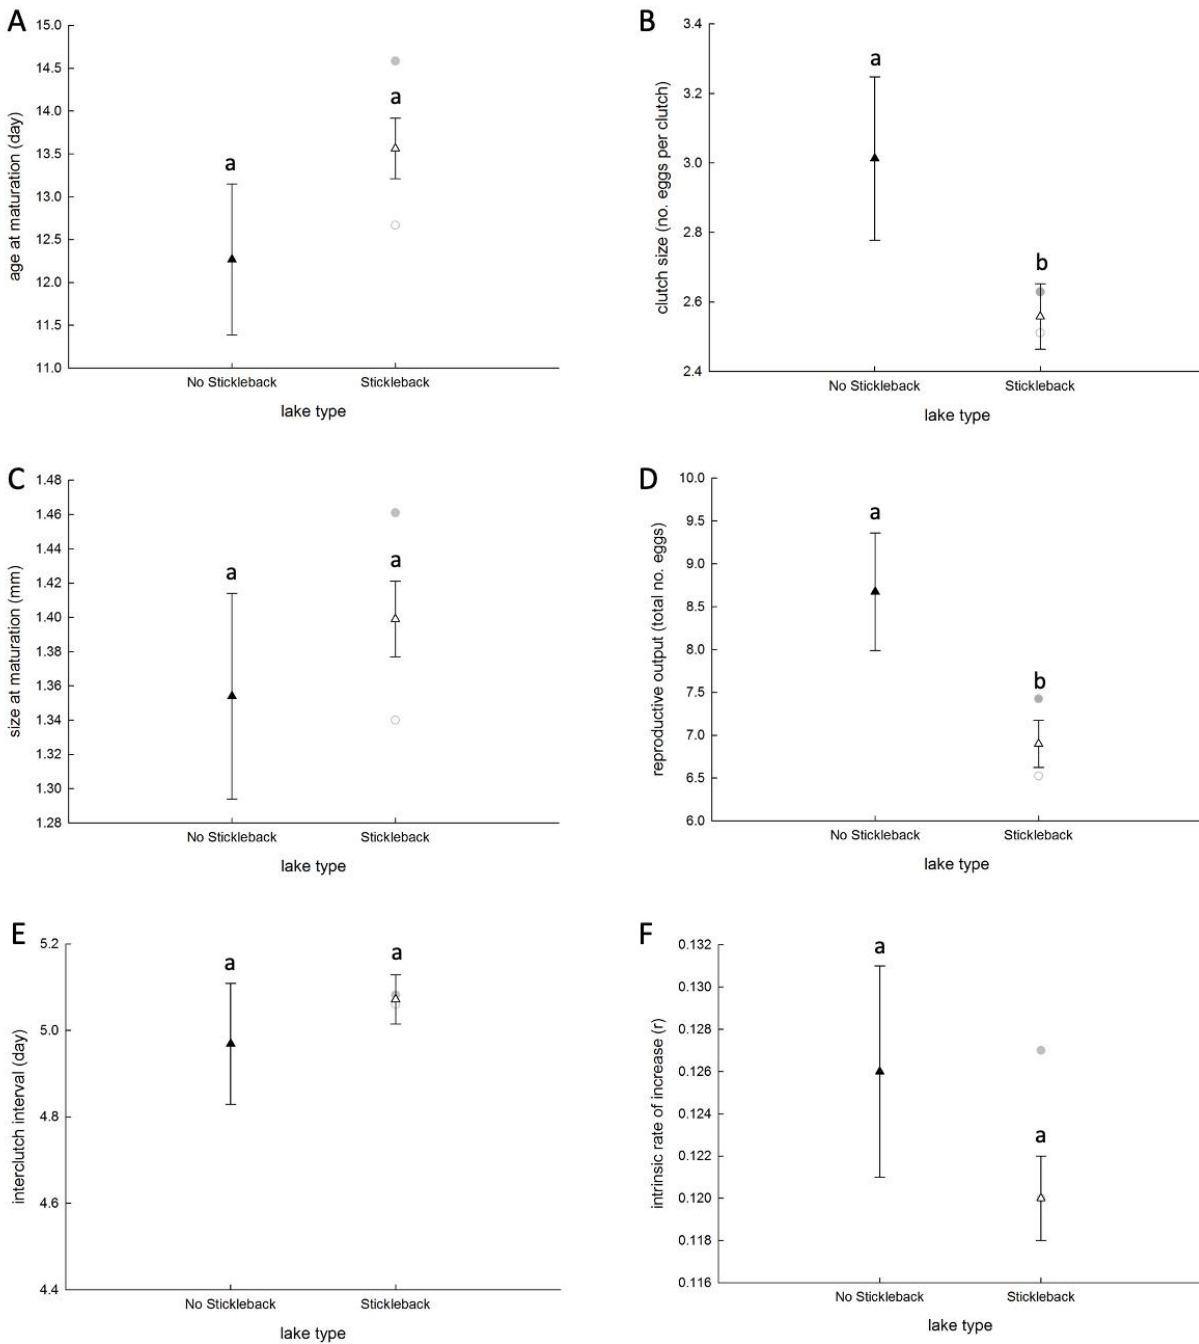 A
15.0
14.5
14.0
13.5
13.0
12.5
12.0
11.5
11.0
age at maturation (day)
a
a
No Stickleback Stickleback
lake type
B
3.4
3.2
3.0
2.8
2.6
2.4
clutch size (no. eggs per clutch)
a
b
No Stickleback Stickleback
lake type
C
1.48
1.46
1.44
1.42
1.40
1.38
1.36
1.34
1.32
1.30
1.28
size at maturation (mm)
a
a
No Stickleback Stickleback
lake type
D
10.0
9.5
9.0
8.5
8.0
7.5
7.0
6.5
6.0
reproductive output (total no. eggs)
a
b
No Stickleback Stickleback
lake type
E
5.2
5.0
4.8
4.6
4.4
interclutch interval (day)
a
a
No Stickleback Stickleback
lake type
F
0.132
0.130
0.128
0.126
0.124
0.122
0.120
0.118
0.116
intrinsic rate of increase (r)
a
a
No Stickleback Stickleback
lake type